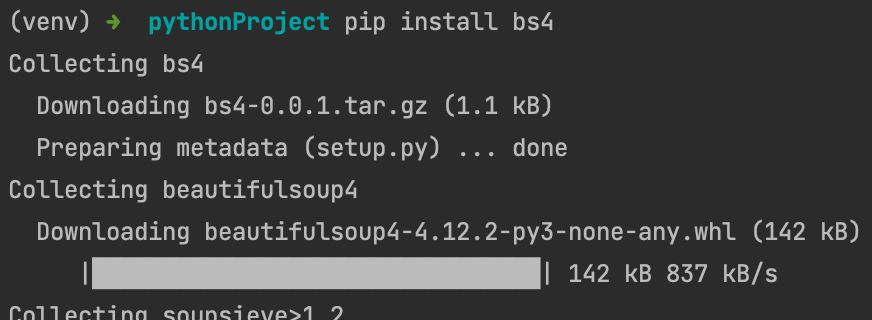 (venv) ➜ pythonProject pip install bs4
Collecting bs4
Downloading bs4-0.0.1.tar.gz (1.1 kB)
Preparing metadata (setup.py) ... done
Collecting beautifulsoup4
Downloading beautifulsoup4-4.12.2-py3-none-any.whl (142 kB)
|████████████████████████████████| 142 kB 837 kB/s
Collecting soupsieve>1.2